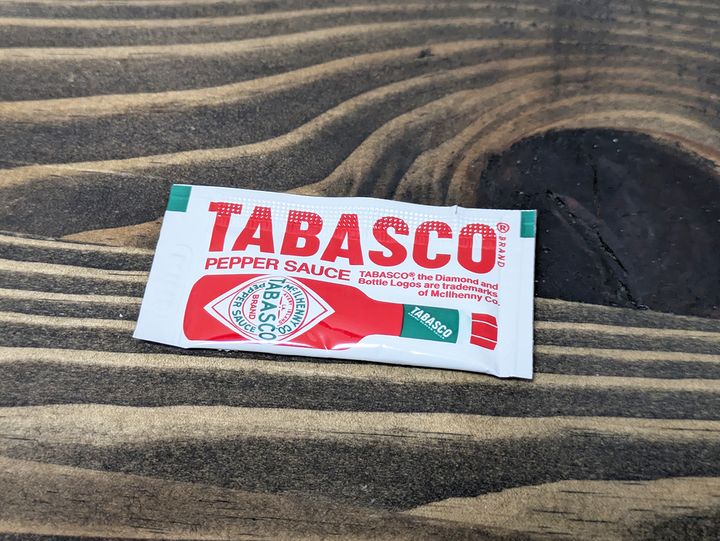 TABASCO®
BRAND
PEPPER SAUCE
TABASCO®, the Diamond and
Bottle Logos are trademarks
of McIlhenny Co.
McILHENNY CO.
TABASCO
BRAND
PEPPER SAUCE
TABASCO